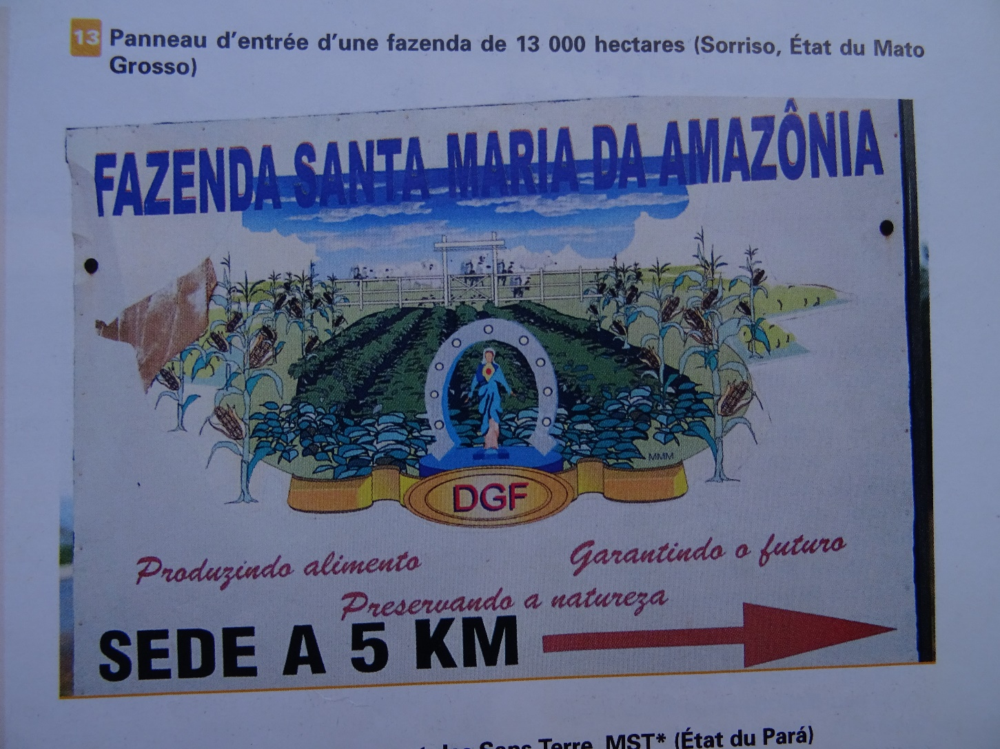 13 Panneau d'entrée d'une fazenda de 13 000 hectares (Sorriso, État du Mato
Grosso)
FAZENDA SANTA MARIA DA AMAZÔNIA
MMM
DGF
Produzindo alimento
Garantindo o futuro
Preservando a natureza
SEDE A 5 KM
Sans Terre, MST* (État du Pará)